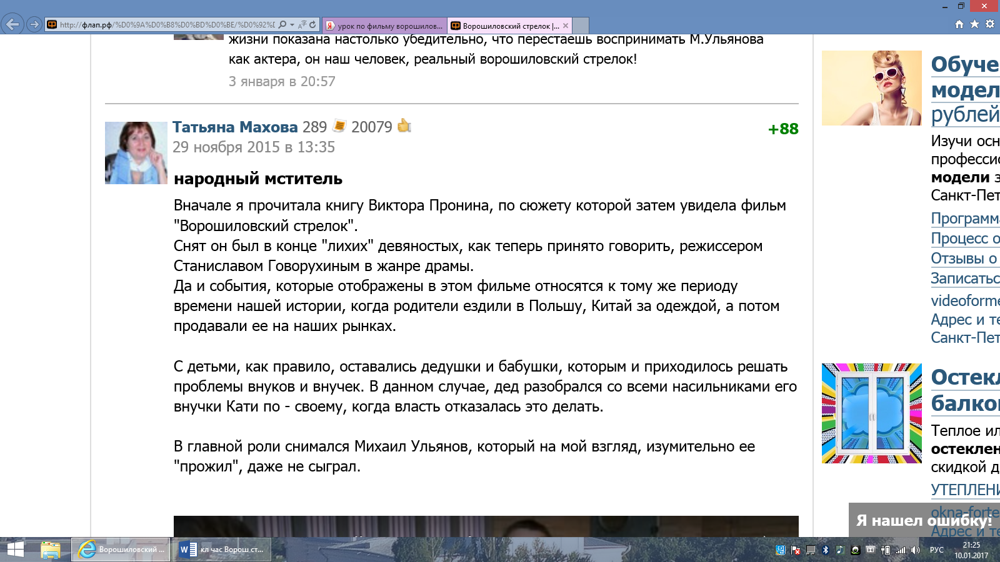 http://флап.рф/%D0%9A%D0%B8%D0%BD%D0%BE/%D0%92%D
урок по фильму ворошилов...
Ворошиловский стрелок |...
жизни показана настолько убедительно, что перестаешь воспринимать М.Ульянова
как актера, он наш человек, реальный ворошиловский стрелок!
3 января в 20:57
Татьяна Махова 289 20079
+88
29 ноября 2015 в 13:35
народный мститель
Вначале я прочитала книгу Виктора Пронина, по сюжету которой затем увидела фильм
"Ворошиловский стрелок".
Снят он был в конце "лихих" девяностых, как теперь принято говорить, режиссером
Станиславом Говорухиным в жанре драмы.
Да и события, которые отображены в этом фильме относятся к тому же периоду
времени нашей истории, когда родители ездили в Польшу, Китай за одеждой, а потом
продавали ее на наших рынках.
С детьми, как правило, оставались дедушки и бабушки, которым и приходилось решать
проблемы внуков и внучек. В данном случае, дед разобрался со всеми насильниками его
внучки Кати по - своему, когда власть отказалась это делать.
В главной роли снимался Михаил Ульянов, который на мой взгляд, изумительно ее
"прожил", даже не сыграл.
Обуче
модел
рублей
Изучи осн
професси
модели з
Санкт-Пет
Программ
Процесс о
Отзывы о
Записатьс
videoforme
Адрес и те
Санкт-Пет
Остекл
балко
Теплое ил
остеклен
скидкой д
УТЕПЛЕНИ
okna-forte
Адрес и те
Я нашел ошибку!
Ворошиловский ...
кл час Ворош ст...
РУС
21:25
10.01.2017